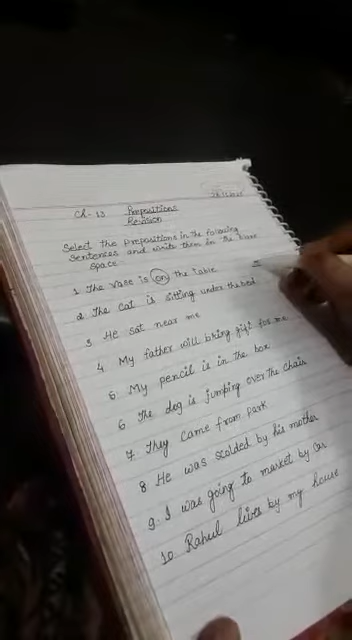 Ch-13 Prepositions
Revision
Select the prepositions in the following
sentences and write them in the
space
1 The vase is on the table
2 The cat is sitting under the bed
3 He sat near me
4 My father will bring gift for me
5 My pencil is in the box
6 The dog is jumping over the chair
7 They came from park
8 He was scolded by his mother
9. I was going to market by car
10. Rahul lives by my house